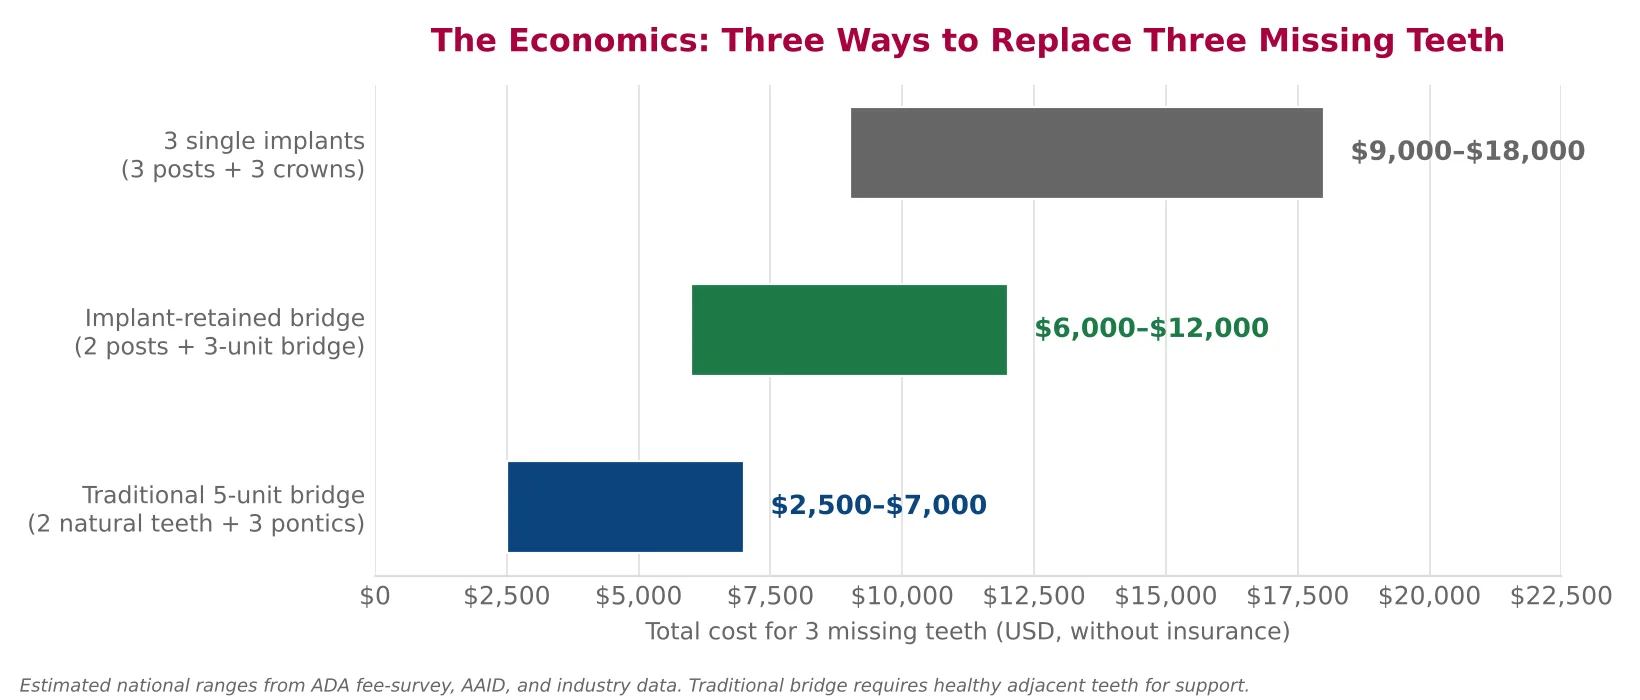 The Economics: Three Ways to Replace Three Missing Teeth
3 single implants
(3 posts + 3 crowns)
$9,000–$18,000
Implant-retained bridge
(2 posts + 3-unit bridge)
$6,000–$12,000
Traditional 5-unit bridge
(2 natural teeth + 3 pontics)
$2,500–$7,000
$0 $2,500 $5,000 $7,500 $10,000 $12,500 $15,000 $17,500 $20,000 $22,500
Total cost for 3 missing teeth (USD, without insurance)
Estimated national ranges from ADA fee-survey, AAID, and industry data. Traditional bridge requires healthy adjacent teeth for support.